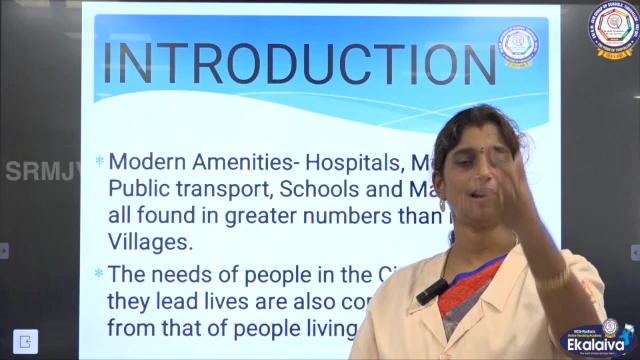 INTRODUCTION
* Modern Amenities- Hospitals, M
Public transport, Schools and Ma
all found in greater numbers than
Villages.
* The needs of people in the Ci
they lead lives are also co
from that of people living
SRMJV
Ekalaiva